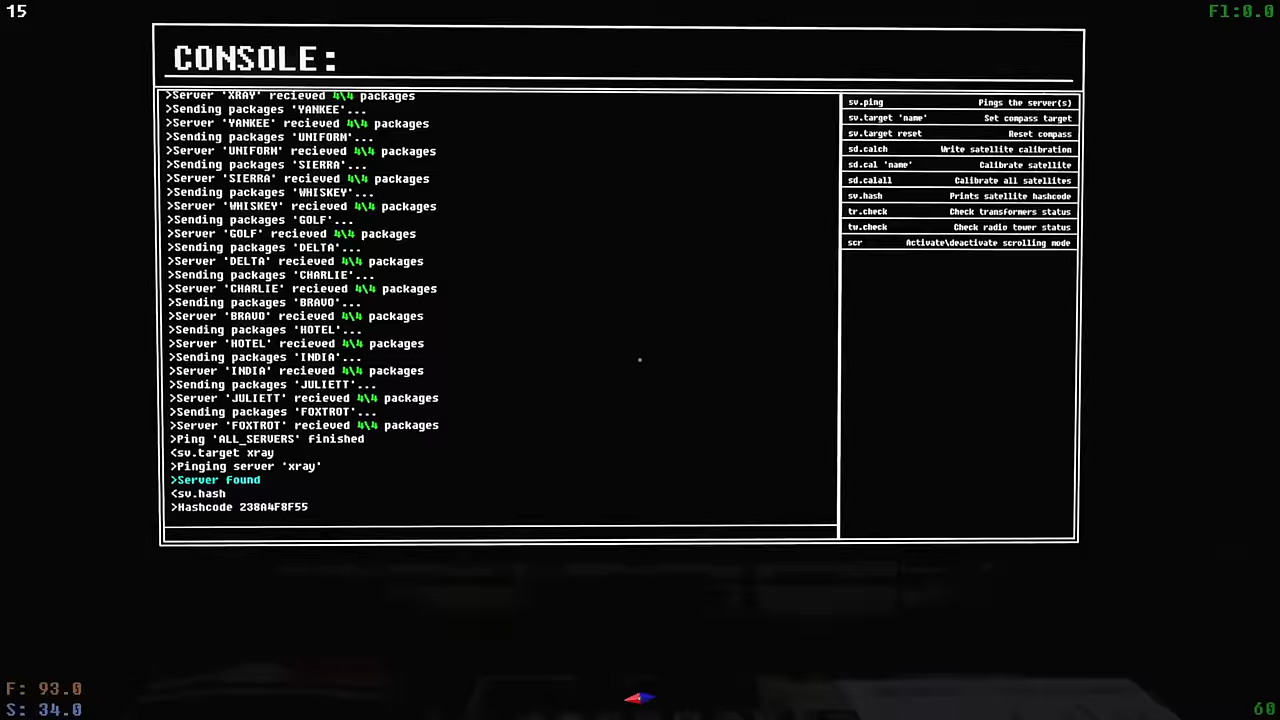 15
F1:0.0
CONSOLE:
>Server 'XRAY' recieved 4\4 packages
>Sending packages 'YANKEE'...
>Server 'YANKEE' recieved 4\4 packages
>Sending packages 'UNIFORM'...
>Server 'UNIFORM' recieved 4\4 packages
>Sending packages 'SIERRA'...
>Server 'SIERRA' recieved 4\4 packages
>Sending packages 'WHISKEY'...
>Server 'WHISKEY' recieved 4\4 packages
>Sending packages 'GOLF'...
>Server 'GOLF' recieved 4\4 packages
>Sending packages 'DELTA'...
>Server 'DELTA' recieved 4\4 packages
>Sending packages 'CHARLIE'...
>Server 'CHARLIE' recieved 4\4 packages
>Sending packages 'BRAVO'...
>Server 'BRAVO' recieved 4\4 packages
>Sending packages 'HOTEL'...
>Server 'HOTEL' recieved 4\4 packages
>Sending packages 'INDIA'...
>Server 'INDIA' recieved 4\4 packages
>Sending packages 'JULIETT'...
>Server 'JULIETT' recieved 4\4 packages
>Sending packages 'FOXTROT'...
>Server 'FOXTROT' recieved 4\4 packages
>Ping 'ALL_SERVERS' finished
<sv.target xray
>Pinging server 'xray'
>Server found
<sv.hash
>Hashcode 238A4F8F55
sv.ping Pings the server(s)
sv.target 'name' Set compass target
sv.target reset Reset compass
sd.calch Write satellite calibration
sd.cal 'name' Calibrate satellite
sd.calall Calibrate all satellites
sv.hash Prints satellite hashcode
tr.check Check transformers status
tw.check Check radio tower status
scr Activate\deactivate scrolling mode
F: 93.0
S: 34.0
60